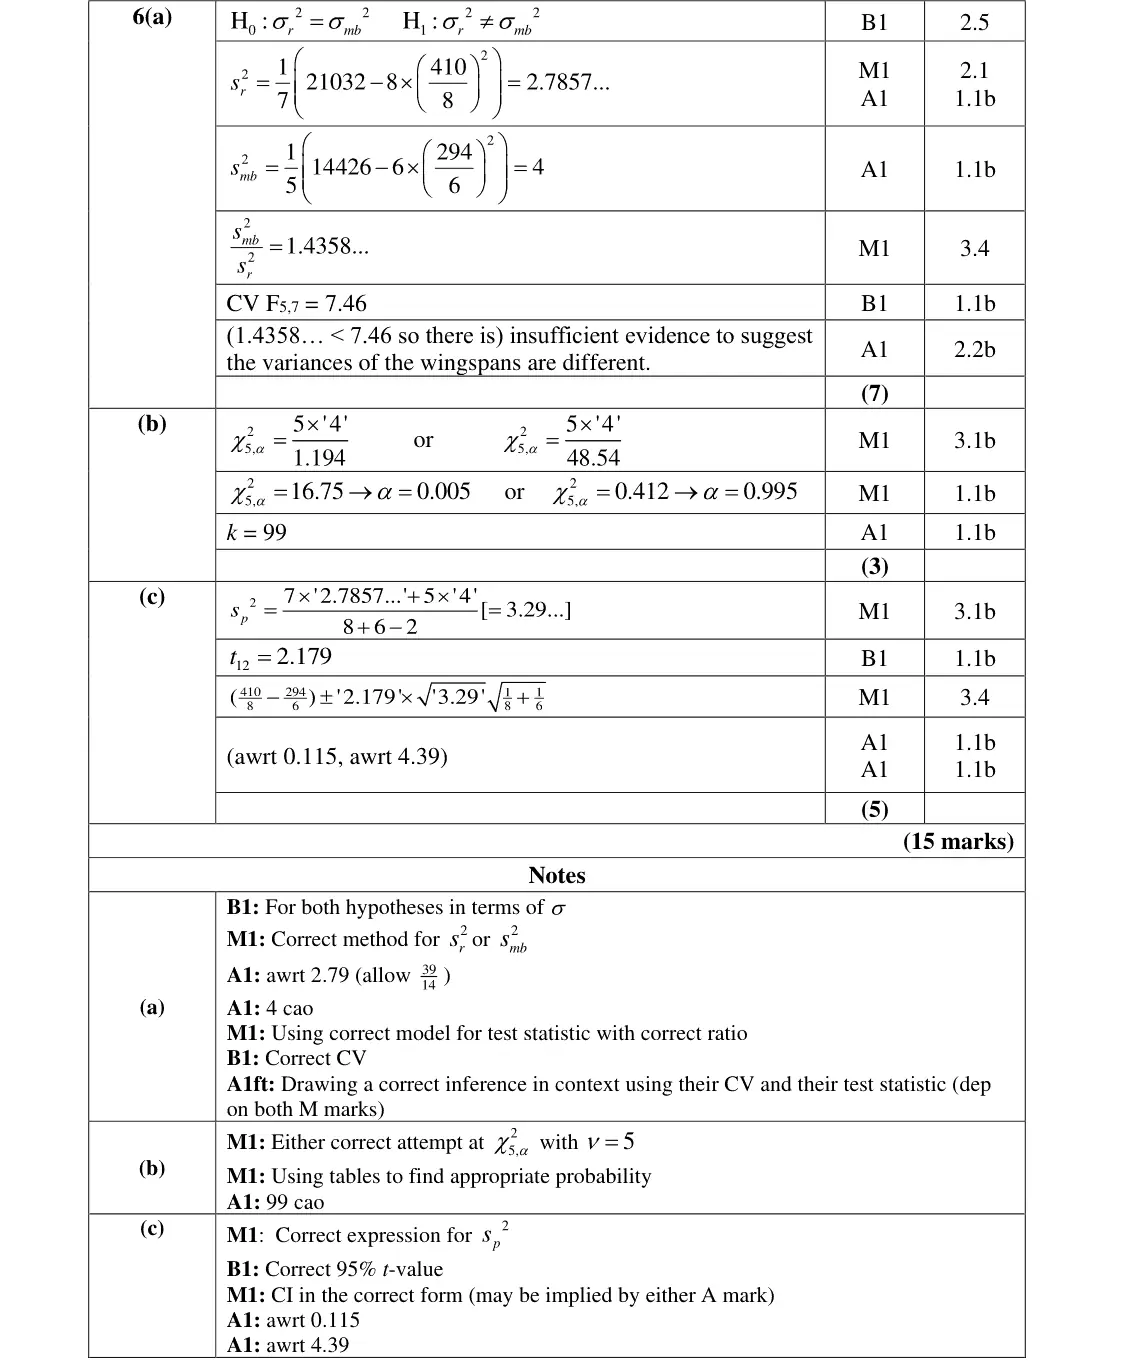 6(a) H₀ : σᵣ² = σₘb² H₁ : σᵣ² ≠ σₘb² B1 2.5
sᵣ² = 1/7 (21032 − 8 × (410/8)²) = 2.7857... M1 A1 2.1 1.1b
s_mb² = 1/5 (14426 − 6 × (294/6)²) = 4 A1 1.1b
s_mb²/s_r² = 1.4358... M1 3.4
CV F5,7 = 7.46 B1 1.1b
(1.4358… < 7.46 so there is) insufficient evidence to suggest
the variances of the wingspans are different. A1 2.2b
(7)
(b) χ²_5,α = 5×'4'/1.194 or χ²_5,α = 5×'4'/48.54 M1 3.1b
χ²_5,α = 16.75 → α = 0.005 or χ²_5,α = 0.412 → α = 0.995 M1 1.1b
k = 99 A1 1.1b
(3)
(c) s_p² = (7×'2.7857...'+5×'4')/(8+6−2) [= 3.29...] M1 3.1b
t₁₂ = 2.179 B1 1.1b
(410/8 − 294/6) ± '2.179'× √'3.29' √(1/8 + 1/6) M1 3.4
(awrt 0.115, awrt 4.39) A1 A1 1.1b 1.1b
(5)
(15 marks)
Notes
(a)
B1: For both hypotheses in terms of σ
M1: Correct method for s_r² or s_mb²
A1: awrt 2.79 (allow 39/14 )
A1: 4 cao
M1: Using correct model for test statistic with correct ratio
B1: Correct CV
A1ft: Drawing a correct inference in context using their CV and their test statistic (dep
on both M marks)
(b)
M1: Either correct attempt at χ²_5,α with ν = 5
M1: Using tables to find appropriate probability
A1: 99 cao
(c)
M1: Correct expression for s_p²
B1: Correct 95% t-value
M1: CI in the correct form (may be implied by either A mark)
A1: awrt 0.115
A1: awrt 4.39